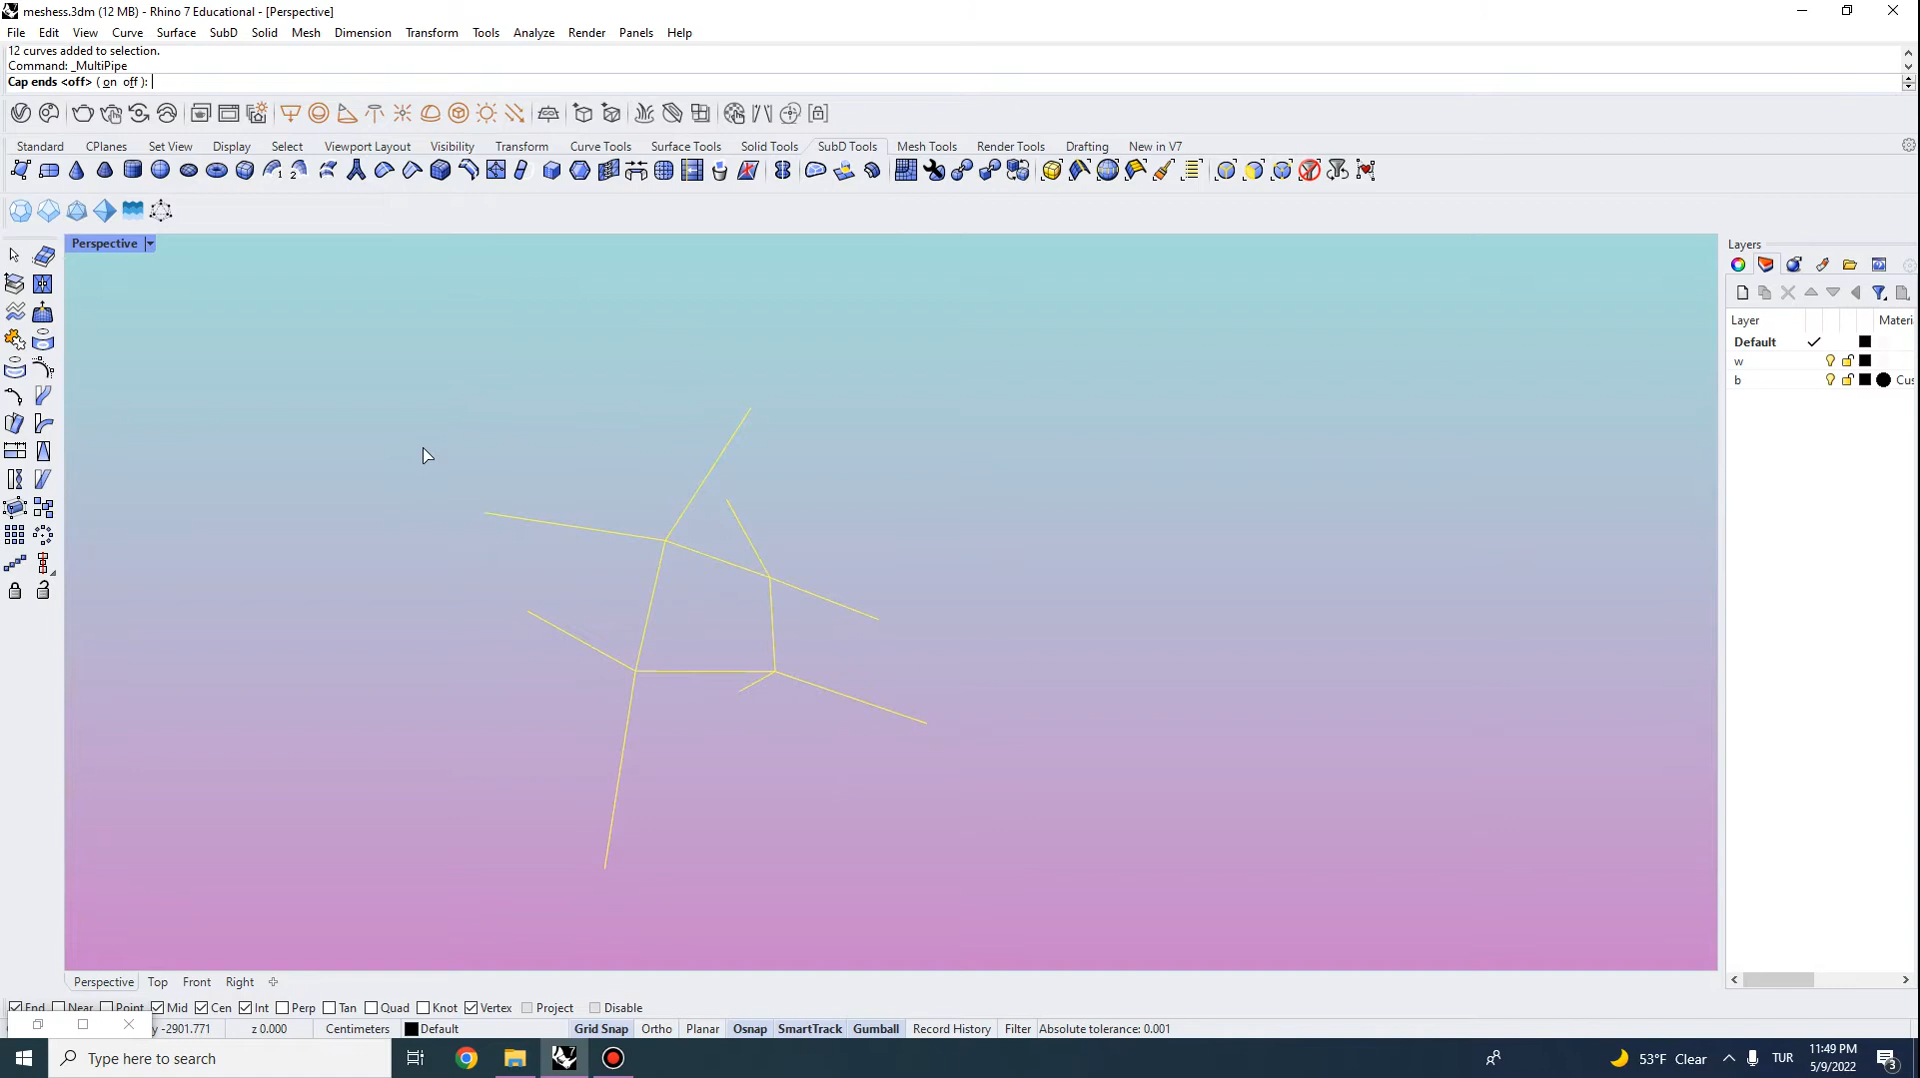 meshess.3dm (12 MB) - Rhino 7 Educational - [Perspective]
File Edit View Curve Surface SubD Solid Mesh Dimension Transform Tools Analyze Render Panels Help
12 curves added to selection.
Command: _MultiPipe
Cap ends <off> ( on off ):
Standard CPlanes Set View Display Select Viewport Layout Visibility Transform Curve Tools Surface Tools Solid Tools SubD Tools Mesh Tools Render Tools Drafting New in V7
Perspective
Layers
Layer Materi
Default
w
b Cus
Perspective Top Front Right
End Near Point Mid Cen Int Perp Tan Quad Knot Vertex Project Disable
y -2901.771 z 0.000 Centimeters Default Grid Snap Ortho Planar Osnap SmartTrack Gumball Record History Filter Absolute tolerance: 0.001
Type here to search
53°F Clear
TUR
11:49 PM
5/9/2022
3